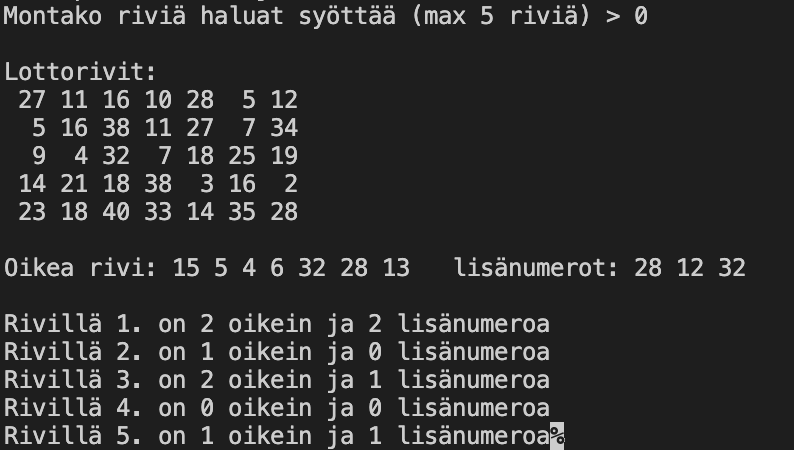 Montako riviä haluat syöttää (max 5 riviä) > 0
Lottorivit:
27 11 16 10 28 5 12
5 16 38 11 27 7 34
9 4 32 7 18 25 19
14 21 18 38 3 16 2
23 18 40 33 14 35 28
Oikea rivi: 15 5 4 6 32 28 13 lisänumerot: 28 12 32
Rivillä 1. on 2 oikein ja 2 lisänumeroa
Rivillä 2. on 1 oikein ja 0 lisänumeroa
Rivillä 3. on 2 oikein ja 1 lisänumeroa
Rivillä 4. on 0 oikein ja 0 lisänumeroa
Rivillä 5. on 1 oikein ja 1 lisänumeroa%